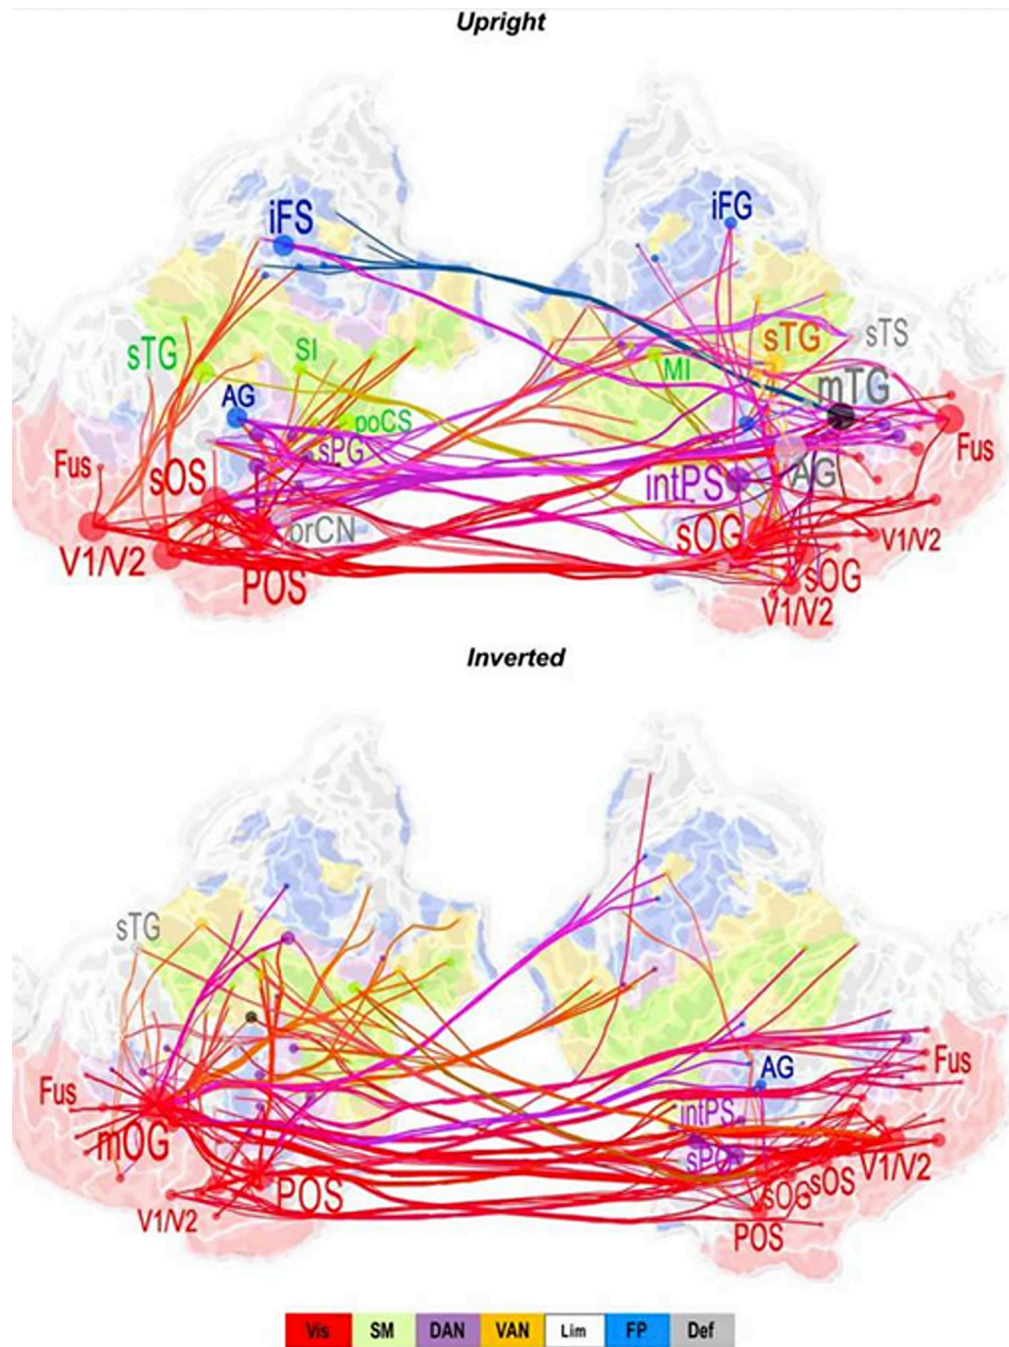 Upright
iFS
iFG
sTG
SI
sTG
sTS
MI
mTG
AG
poCS
sPG
Fus
sOS
intPS
AG
Fus
prCN
sOG
V1/V2
V1/V2
POS
sOG
V1/V2
Inverted
sTG
Fus
AG
Fus
intPS
mOG
sPG
V1/V2
POS
sOG
sOS
V1/V2
POS
Vis SM DAN VAN Lim FP Def